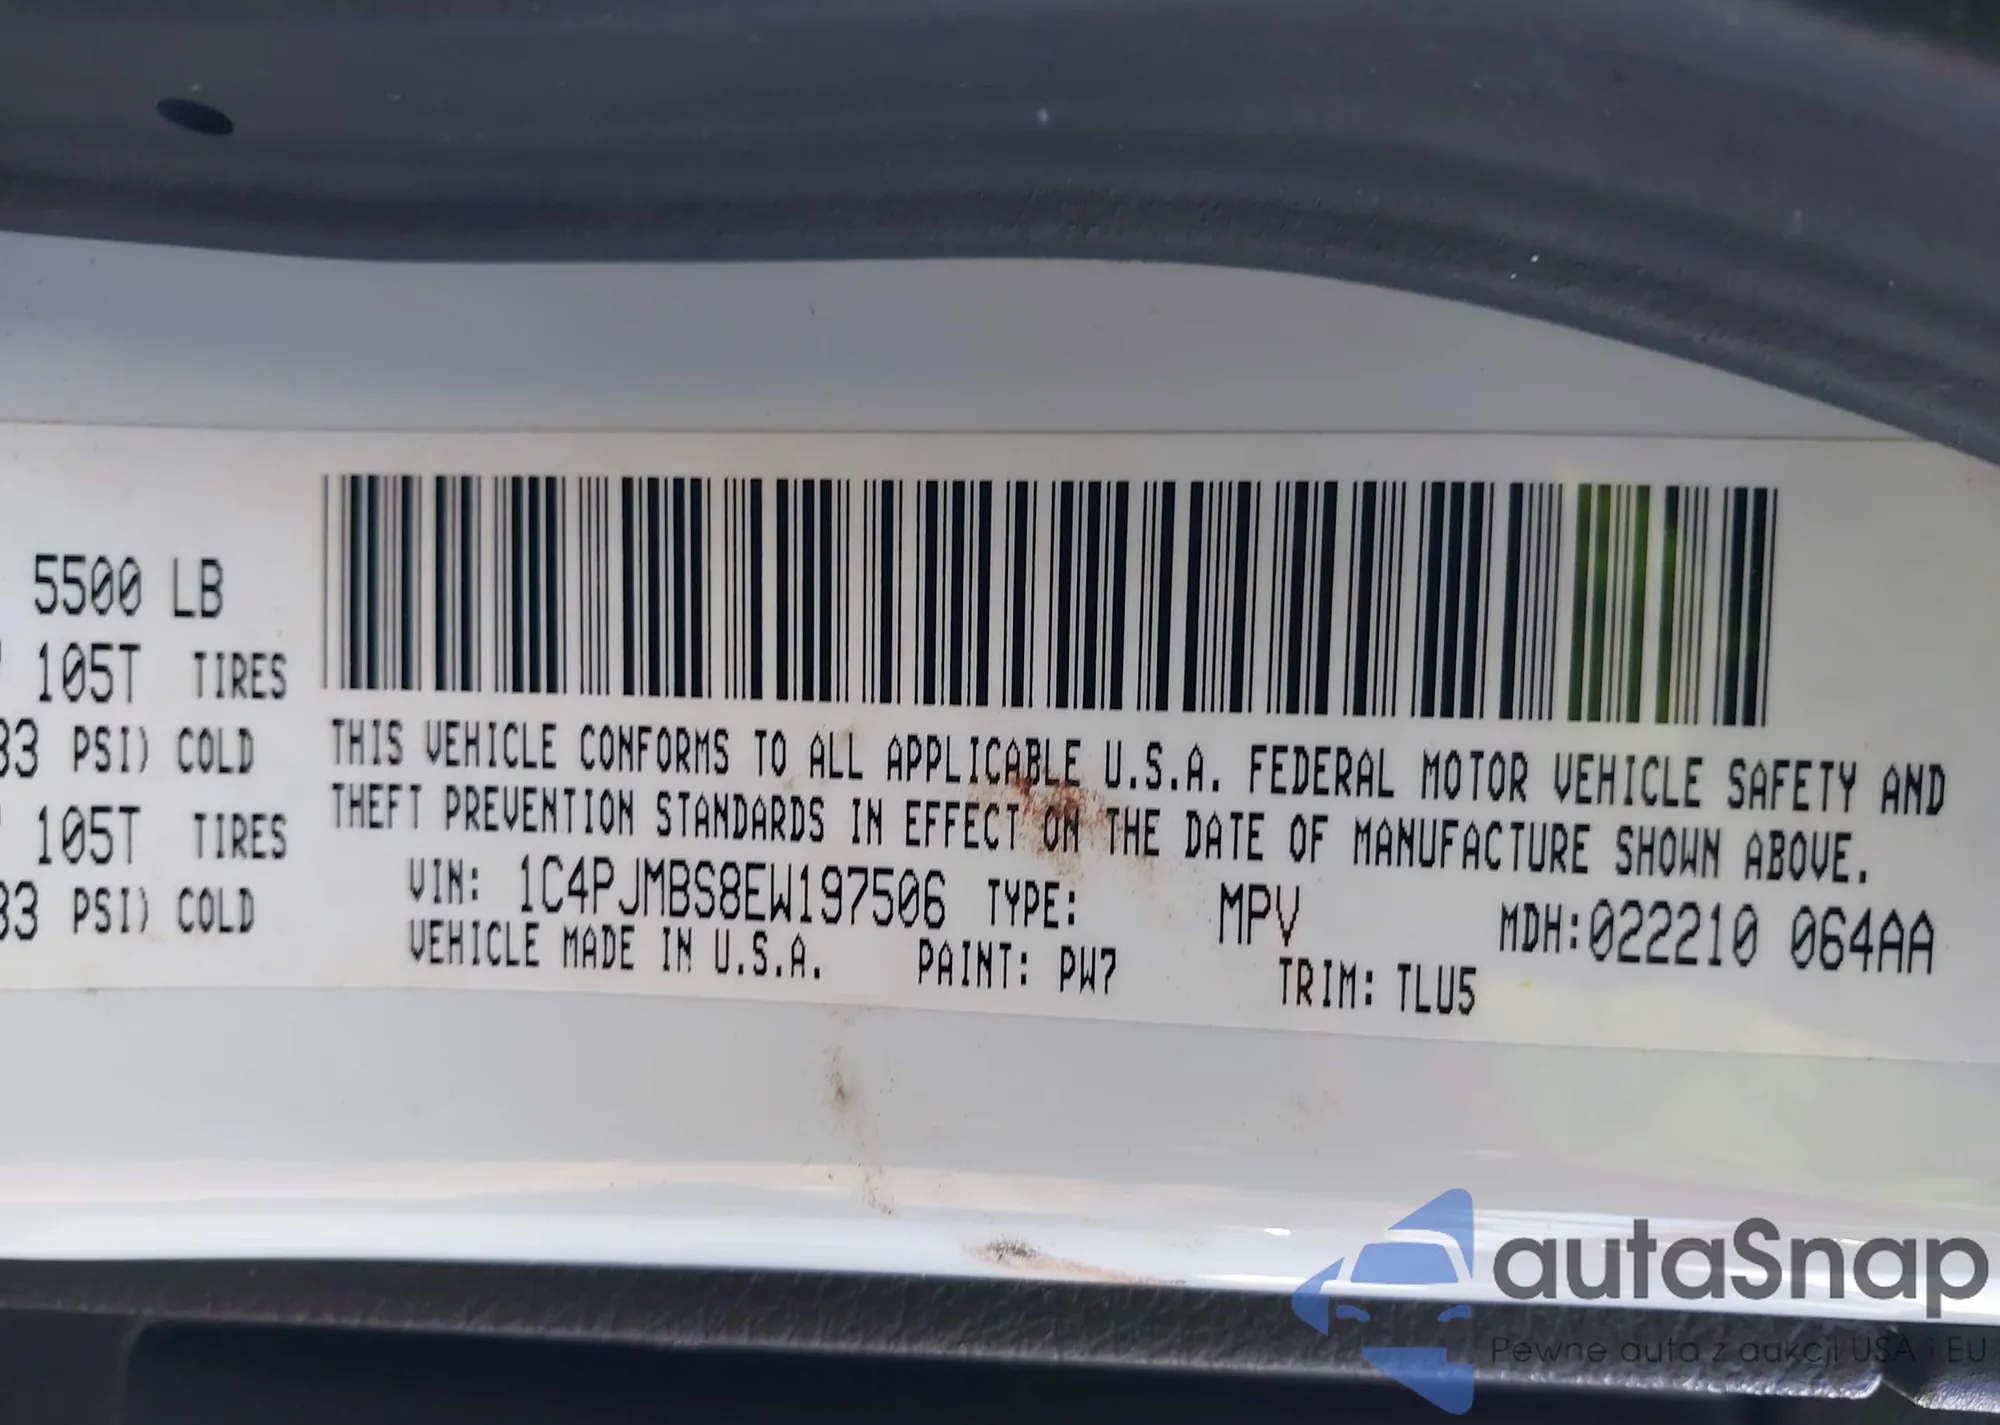 5500 LB
105T TIRES
33 PSI) COLD
105T TIRES
33 PSI) COLD
THIS VEHICLE CONFORMS TO ALL APPLICABLE U.S.A. FEDERAL MOTOR VEHICLE SAFETY AND
THEFT PREVENTION STANDARDS IN EFFECT ON THE DATE OF MANUFACTURE SHOWN ABOVE.
VIN: 1C4PJMBS8EW197506 TYPE: MPV MDH:022210 064AA
VEHICLE MADE IN U.S.A. PAINT: PW7 TRIM: TLU5
autaSnap
Pewne auta z aukcji USA i EU